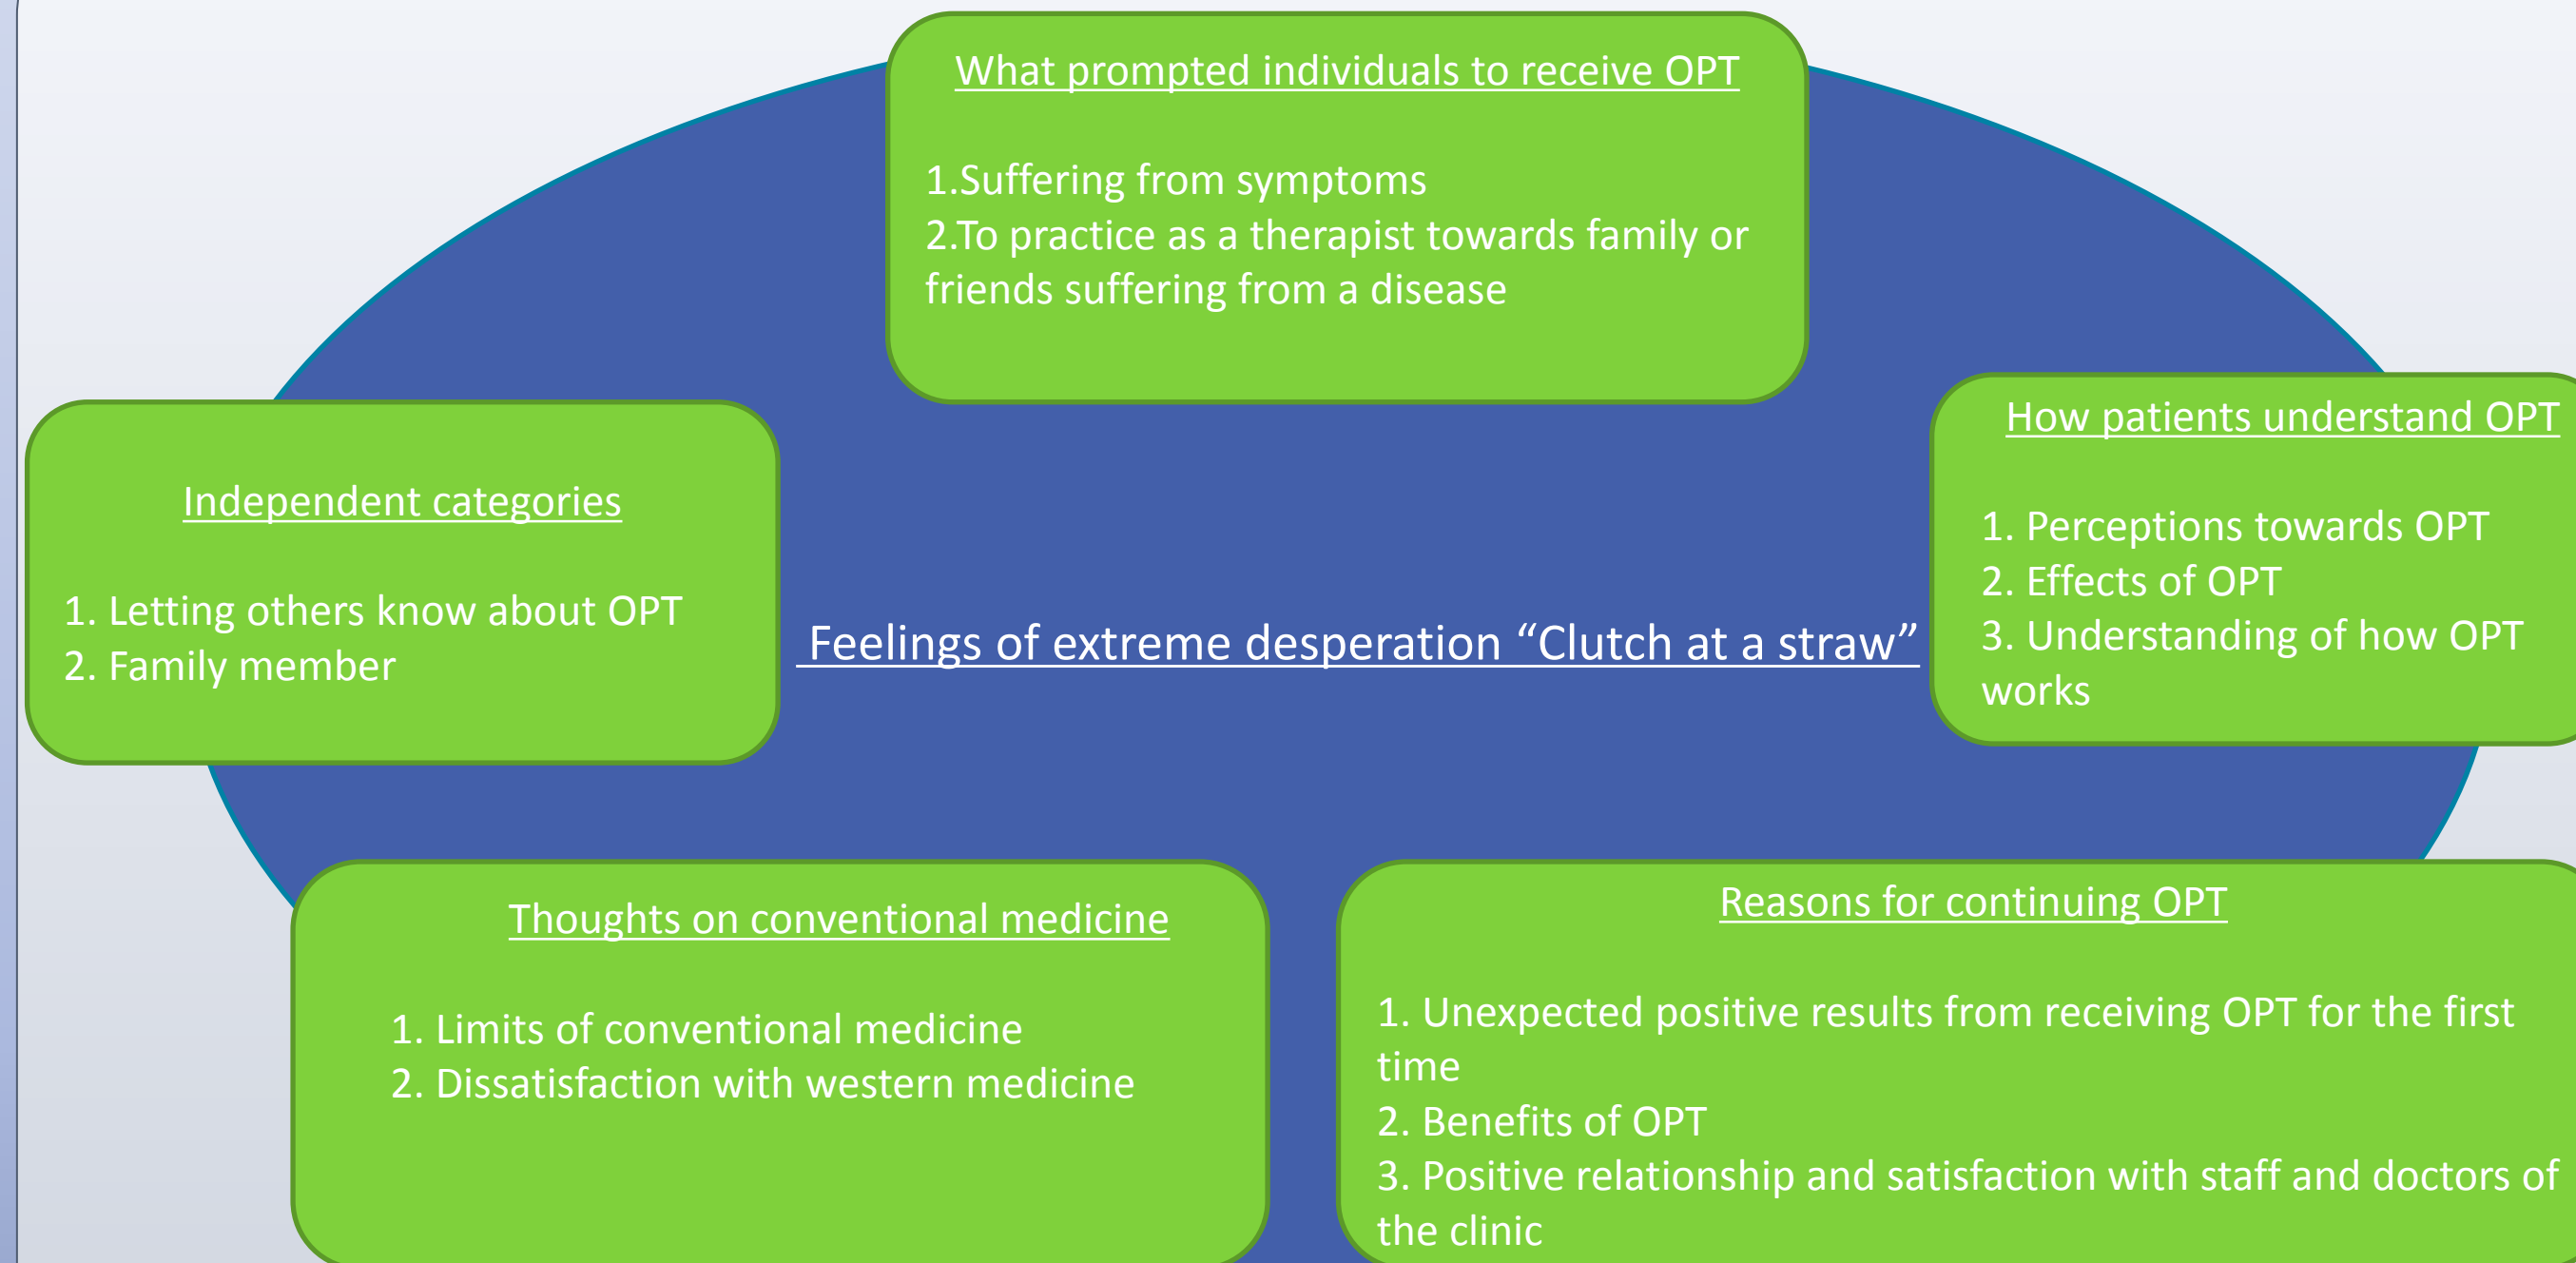 What prompted individuals to receive OPT
1.Suffering from symptoms
2.To practice as a therapist towards family or
friends suffering from a disease
How patients understand OPT
1. Perceptions towards OPT
2. Effects of OPT
3. Understanding of how OPT
works
Independent categories
1. Letting others know about OPT
2. Family member
Feelings of extreme desperation “Clutch at a straw”
Thoughts on conventional medicine
1. Limits of conventional medicine
2. Dissatisfaction with western medicine
Reasons for continuing OPT
1. Unexpected positive results from receiving OPT for the first
time
2. Benefits of OPT
3. Positive relationship and satisfaction with staff and doctors of
the clinic